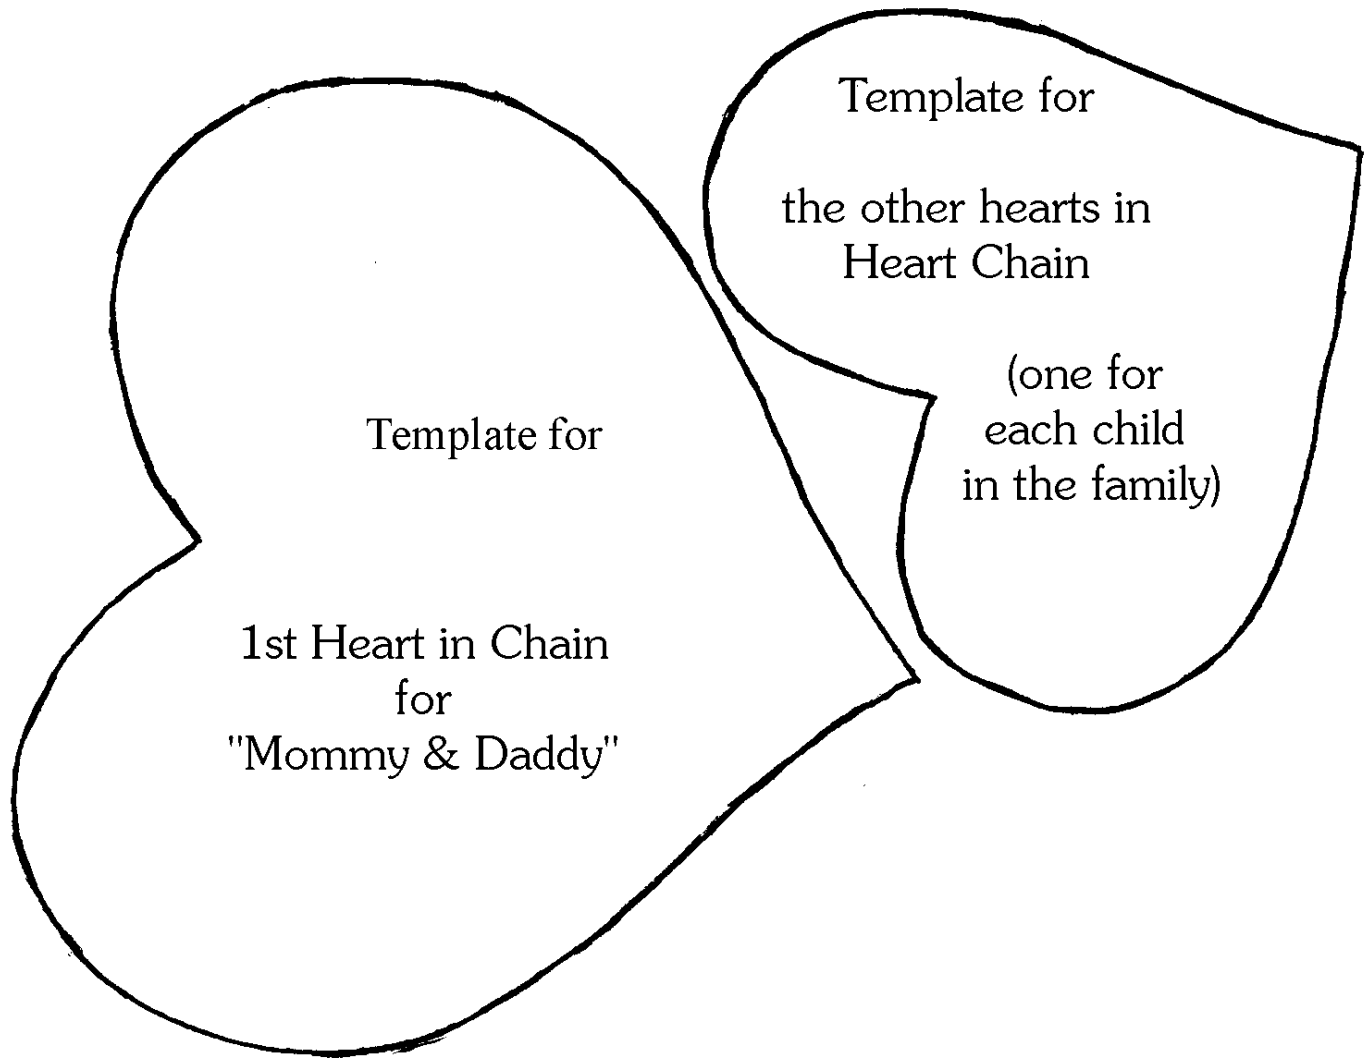 Template for
1st Heart in Chain
for
"Mommy & Daddy"
Template for
the other hearts in
Heart Chain
(one for
each child
in the family)